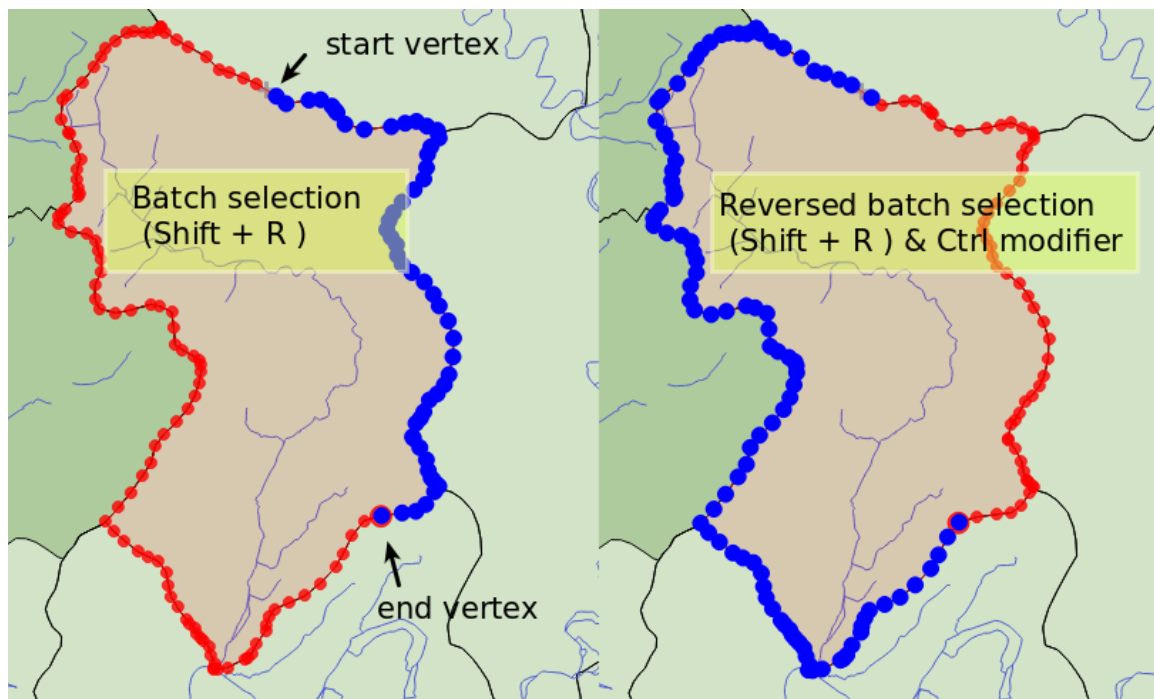 start vertex
Batch selection
(Shift + R )
end vertex
Reversed batch selection
(Shift + R ) & Ctrl modifier